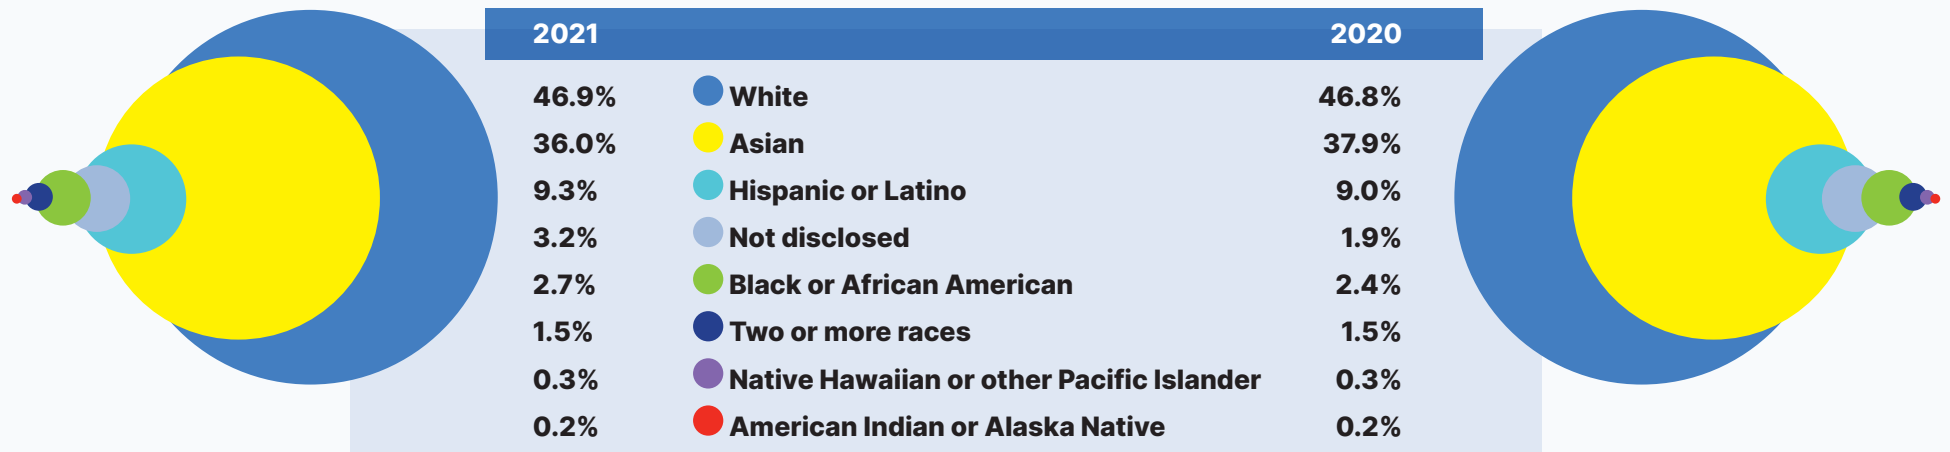 2021 2020
46.9% White 46.8%
36.0% Asian 37.9%
9.3% Hispanic or Latino 9.0%
3.2% Not disclosed 1.9%
2.7% Black or African American 2.4%
1.5% Two or more races 1.5%
0.3% Native Hawaiian or other Pacific Islander 0.3%
0.2% American Indian or Alaska Native 0.2%